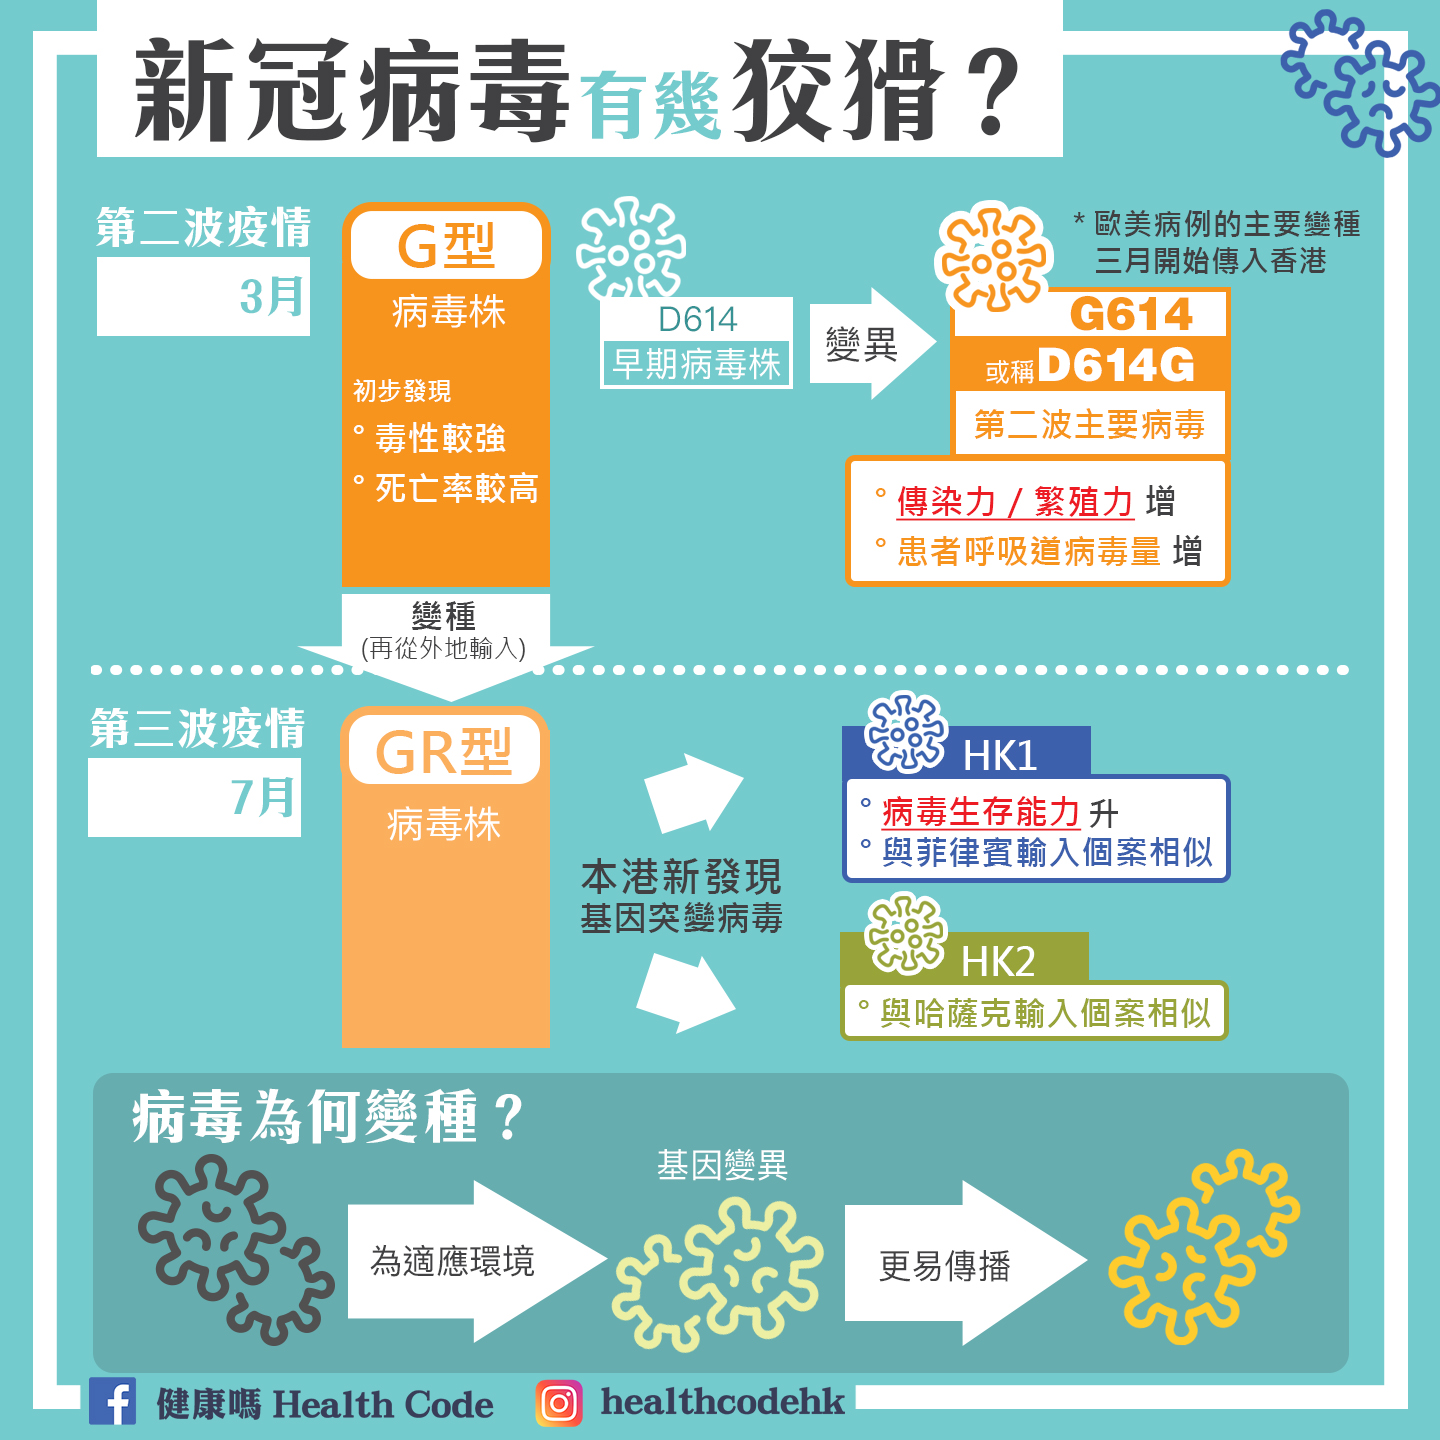 新冠病毒有幾狡猾？
第二波疫情
3月
G型
病毒株
初步發現
° 毒性較強
° 死亡率較高
D614
早期病毒株
變異
* 歐美病例的主要變種
三月開始傳入香港
G614
或稱D614G
第二波主要病毒
° 傳染力 / 繁殖力 增
° 患者呼吸道病毒量 增
變種
(再從外地輸入)
第三波疫情
7月
GR型
病毒株
本港新發現
基因突變病毒
HK1
° 病毒生存能力 升
° 與菲律賓輸入個案相似
HK2
° 與哈薩克輸入個案相似
病毒為何變種？
為適應環境
基因變異
更易傳播
健康嗎 Health Code
healthcodehk